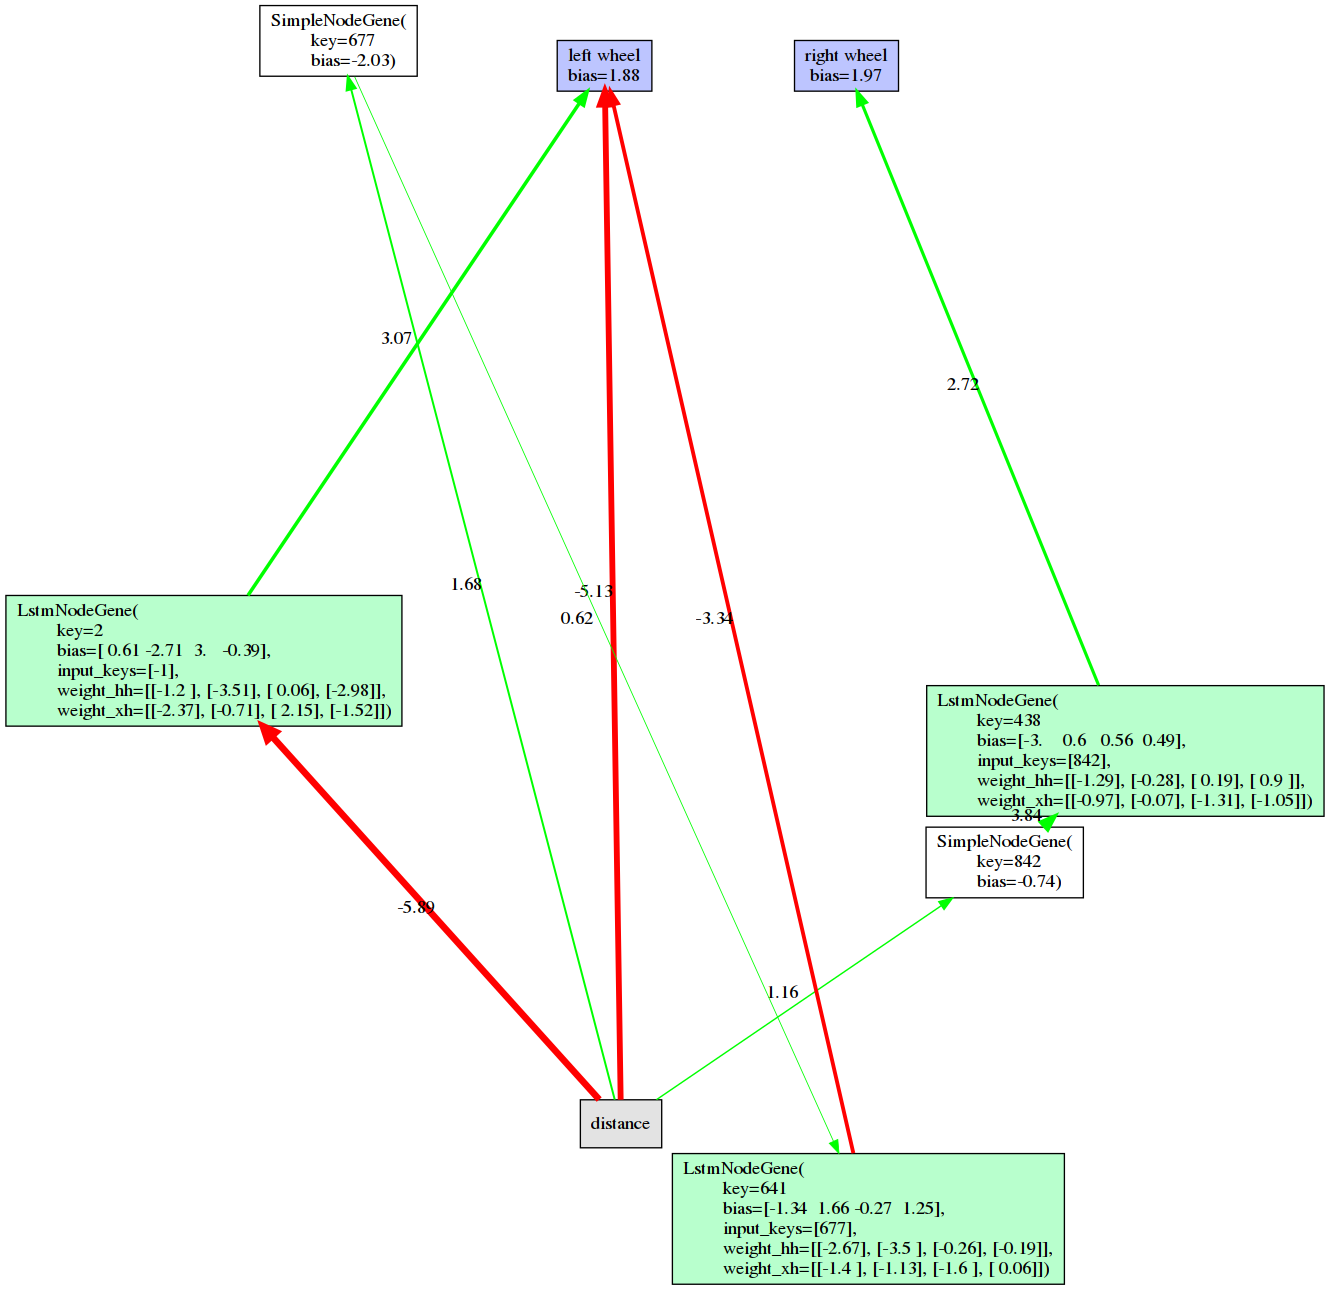 SimpleNodeGene(
key=677
bias=-2.03)
left wheel
bias=1.88
right wheel
bias=1.97
3.07
2.72
1.68
-5.13
0.62
-3.34
LstmNodeGene(
key=2
bias=[ 0.61 -2.71  3.   -0.39],
input_keys=[-1],
weight_hh=[[-1.2 ], [-3.51], [ 0.06], [-2.98]],
weight_xh=[[-2.37], [-0.71], [ 2.15], [-1.52]])
LstmNodeGene(
key=438
bias=[-3.    0.6   0.56  0.49],
input_keys=[842],
weight_hh=[[-1.29], [-0.28], [ 0.19], [ 0.9 ]],
weight_xh=[[-0.97], [-0.07], [-1.31], [-1.05]])
3.84
SimpleNodeGene(
key=842
bias=-0.74)
-5.89
1.16
distance
LstmNodeGene(
key=641
bias=[-1.34  1.66 -0.27  1.25],
input_keys=[677],
weight_hh=[[-2.67], [-3.5 ], [-0.26], [-0.19]],
weight_xh=[[-1.4 ], [-1.13], [-1.6 ], [ 0.06]])